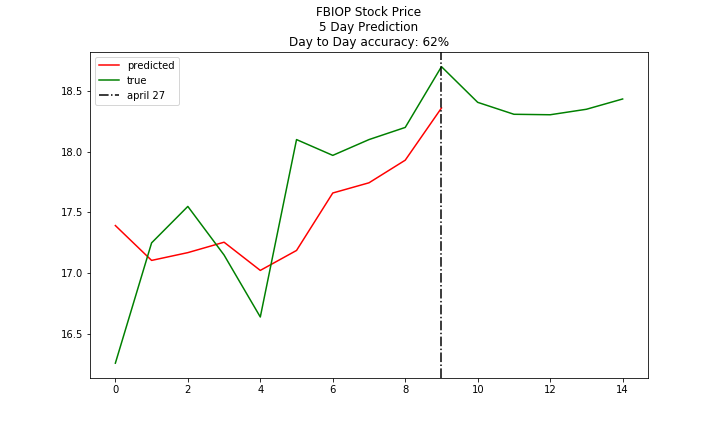 FBIOP Stock Price
5 Day Prediction
Day to Day accuracy: 62%
predicted
true
april 27
18.5
18.0
17.5
17.0
16.5
0 2 4 6 8 10 12 14